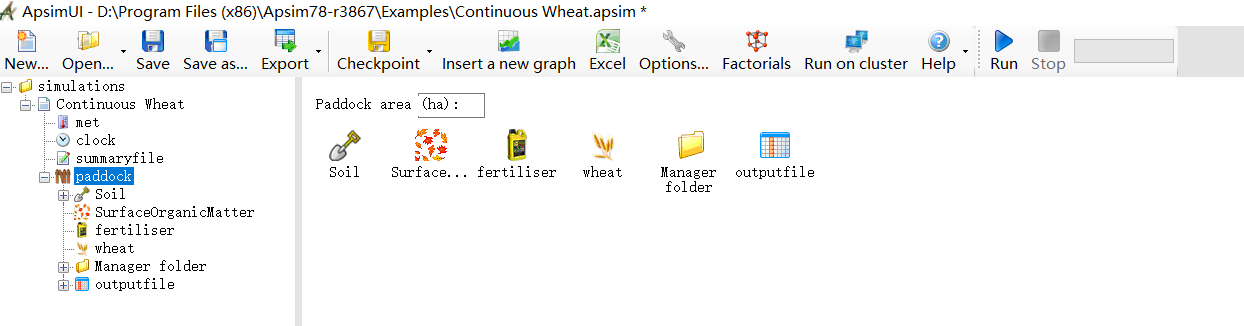 ApsimUI - D:\Program Files (x86)\Apsim78-r3867\Examples\Continuous Wheat.apsim *
New... Open... Save Save as... Export Checkpoint Insert a new graph Excel Options... Factorials Run on cluster Help Run Stop
simulations
Continuous Wheat
met
clock
summaryfile
paddock
Soil
SurfaceOrganicMatter
fertiliser
wheat
Manager folder
outputfile
Paddock area (ha):
Soil Surface... fertiliser wheat Manager folder outputfile